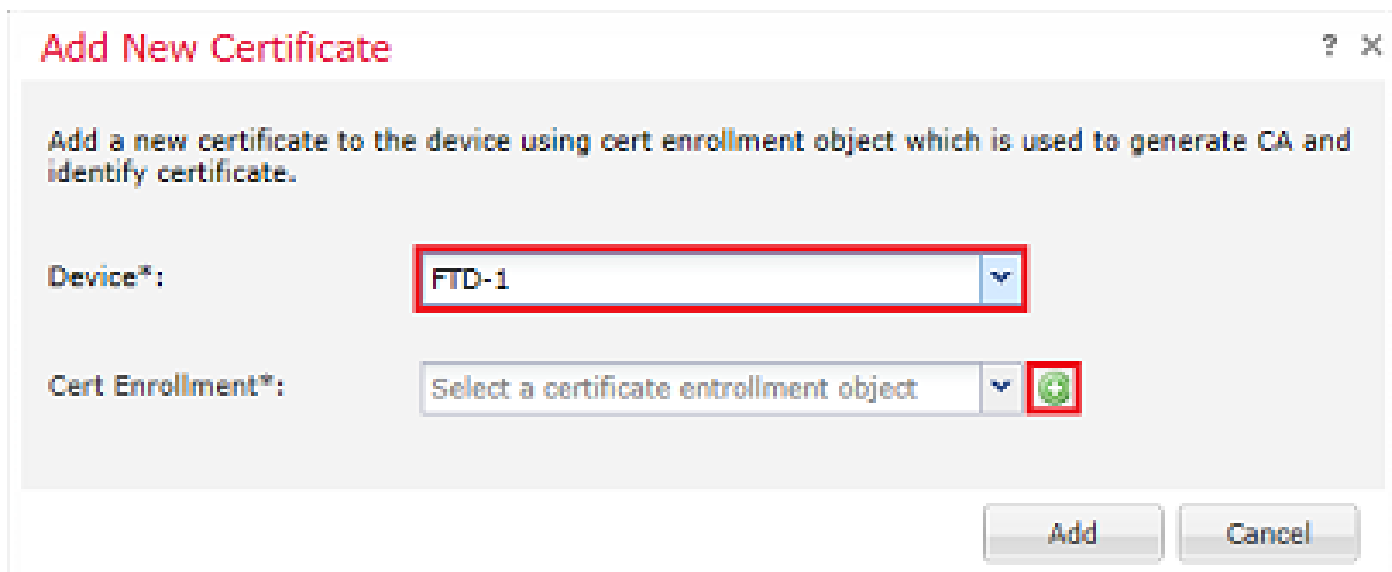 Add New Certificate
? X
Add a new certificate to the device using cert enrollment object which is used to generate CA and
identify certificate.
Device*:
FTD-1
Cert Enrollment*:
Select a certificate entrollment object
Add
Cancel